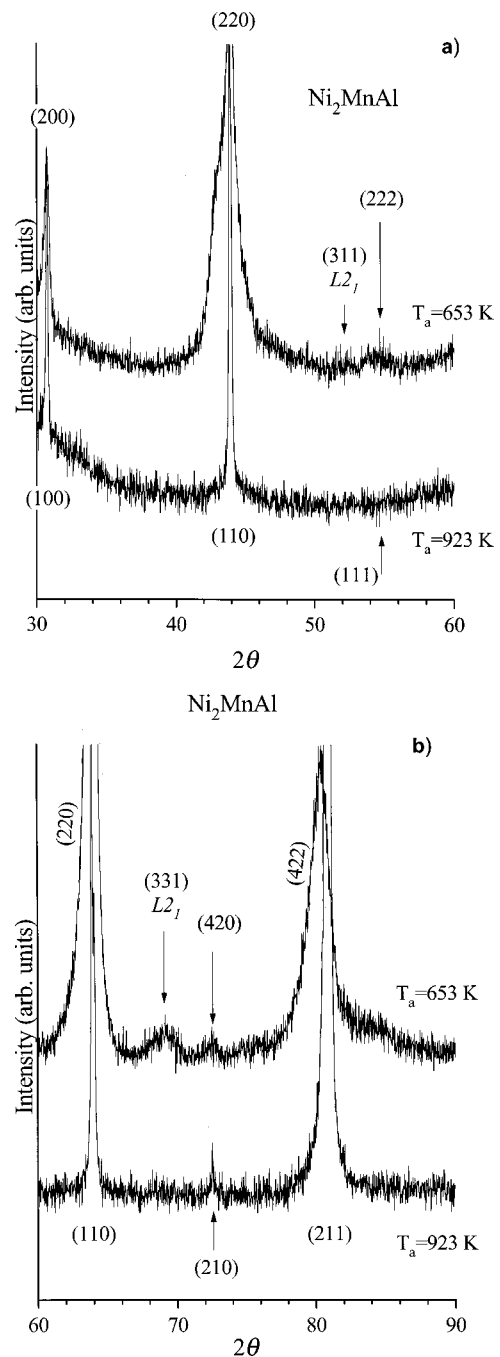 (220)
a)
Ni2MnAl
(200)
(222)
(311)
L21
Ta=653 K
Intensity (arb. units)
(100)
(110)
Ta=923 K
(111)
30 40 50 60
2θ
Ni2MnAl
b)
(220)
(331)
L21
(420)
(422)
Ta=653 K
Intensity (arb. units)
(110)
(211)
(210)
Ta=923 K
60 70 80 90
2θ